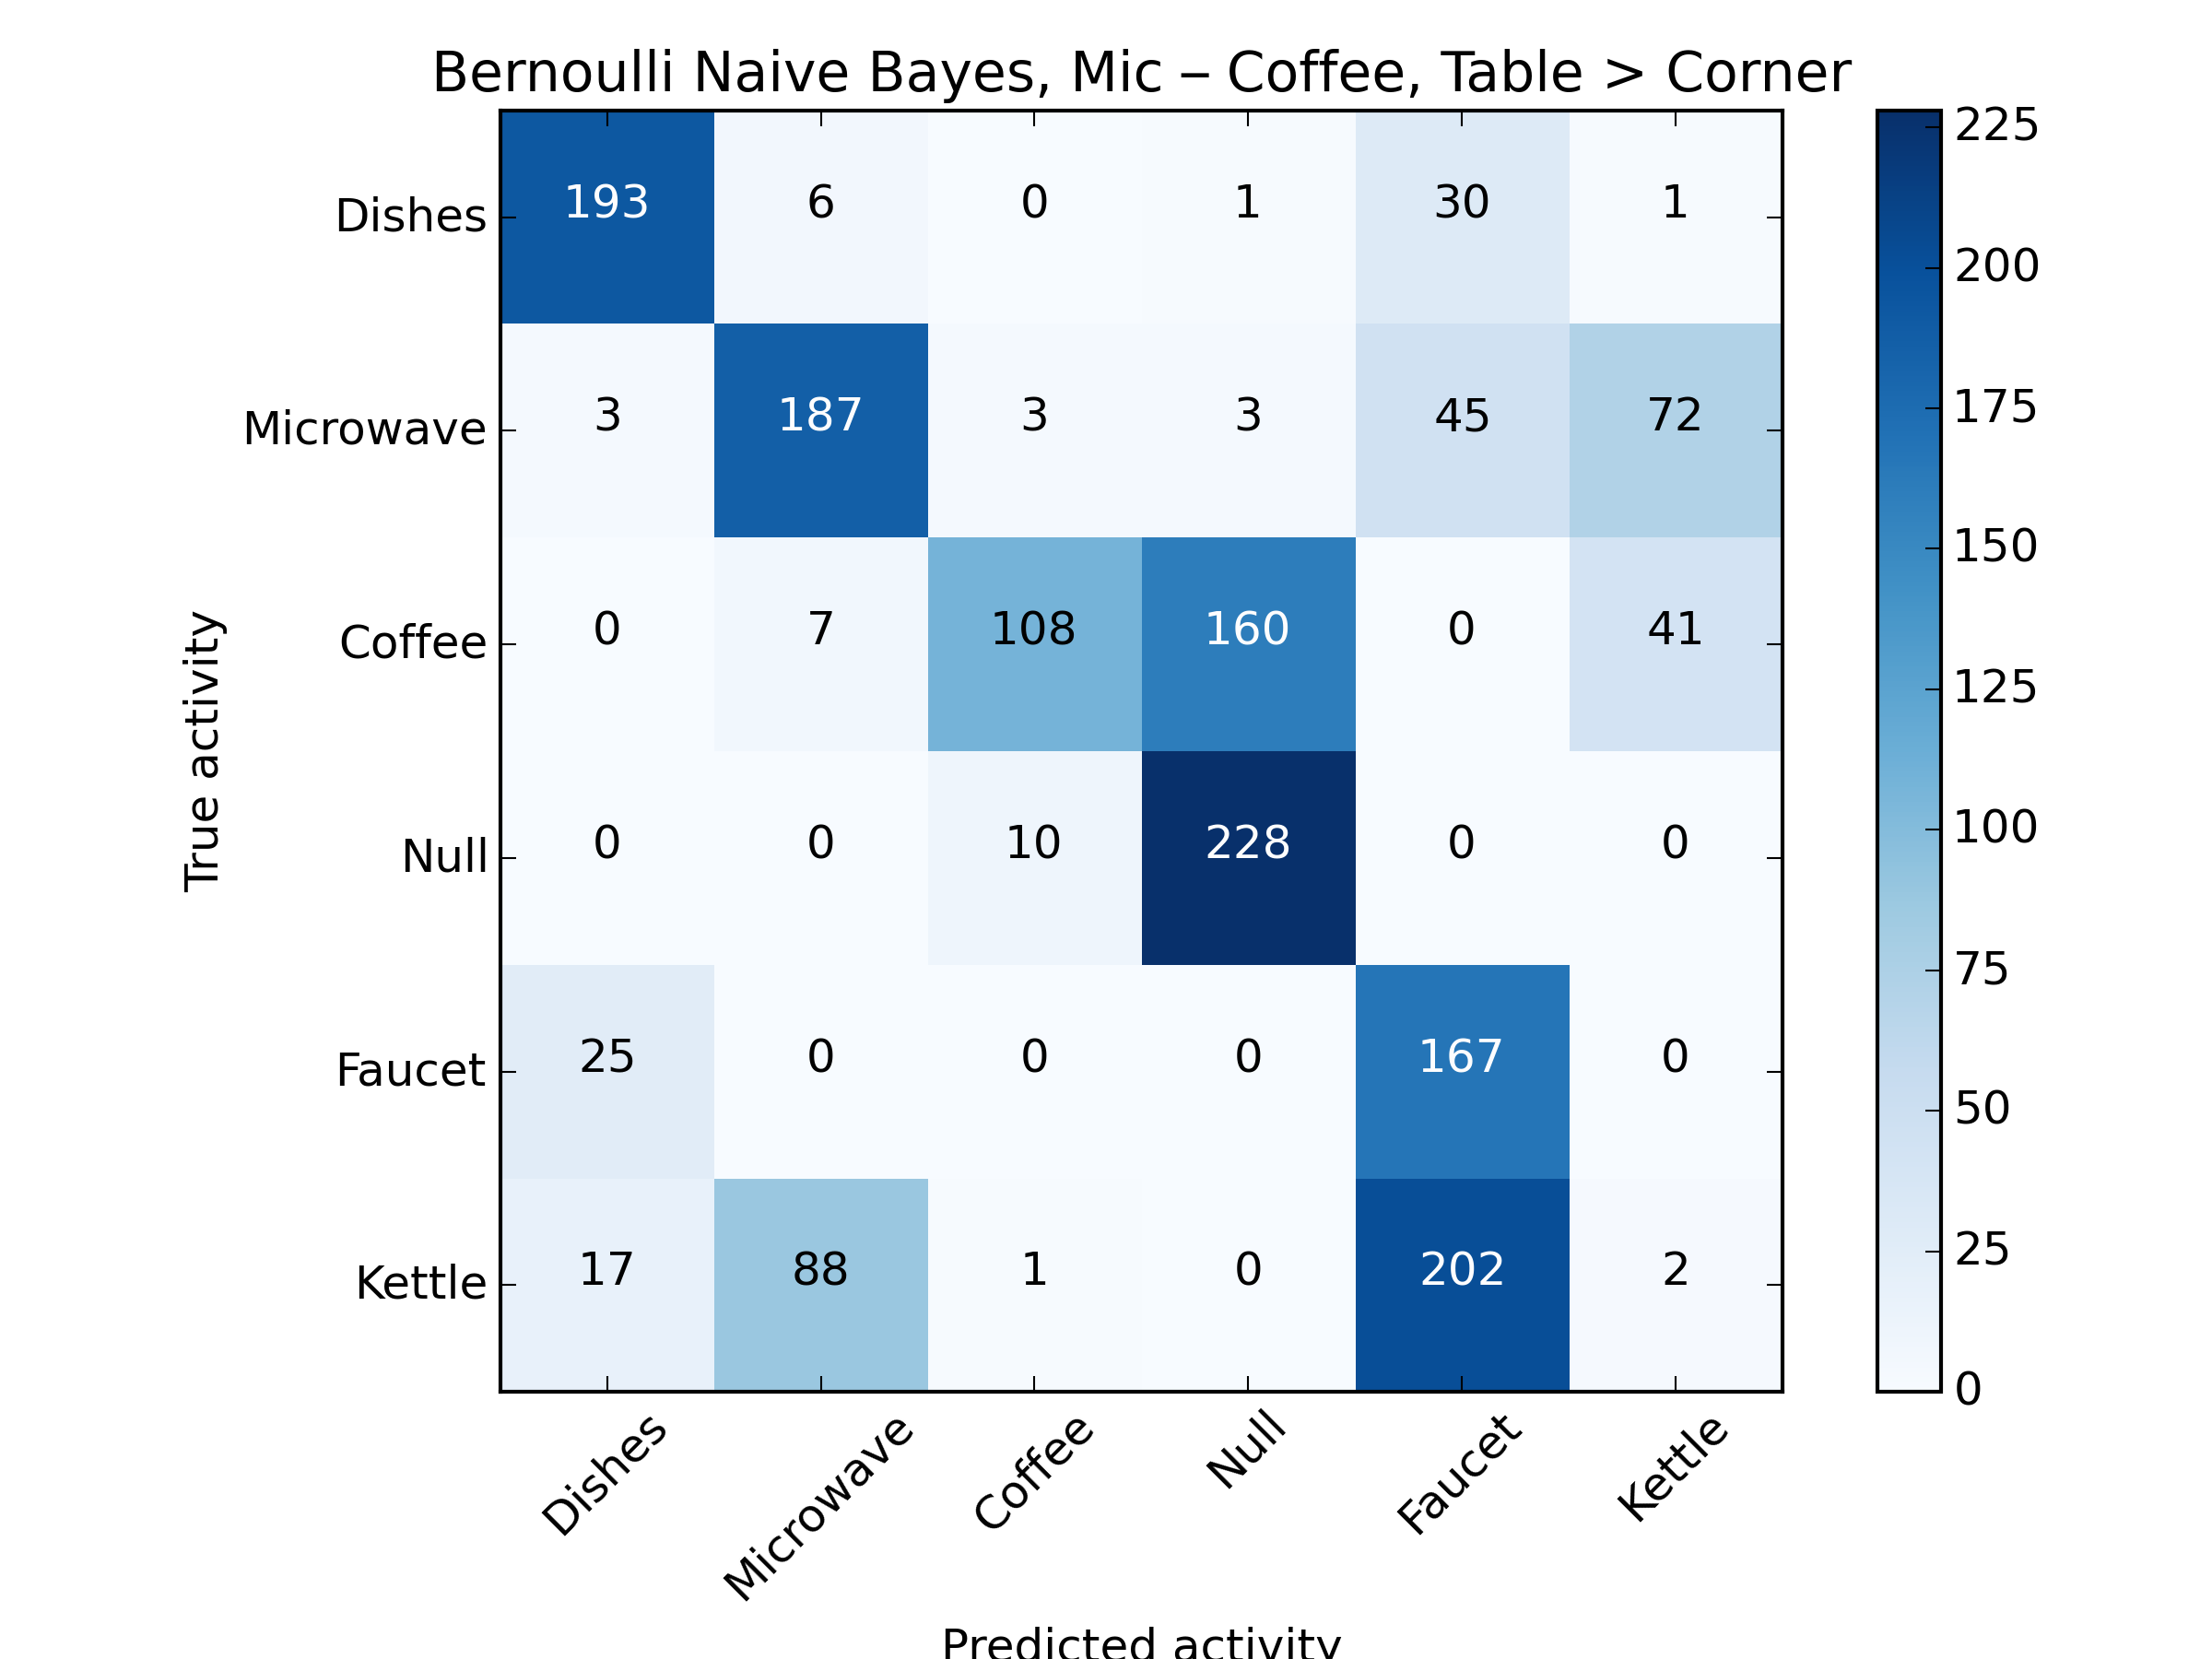 Bernoulli Naive Bayes, Mic – Coffee, Table > Corner
Dishes 193 6 0 1 30 1
Microwave 3 187 3 3 45 72
Coffee 0 7 108 160 0 41
Null 0 0 10 228 0 0
Faucet 25 0 0 0 167 0
Kettle 17 88 1 0 202 2
True activity
Dishes Microwave Coffee Null Faucet Kettle
Predicted activity
225
200
175
150
125
100
75
50
25
0